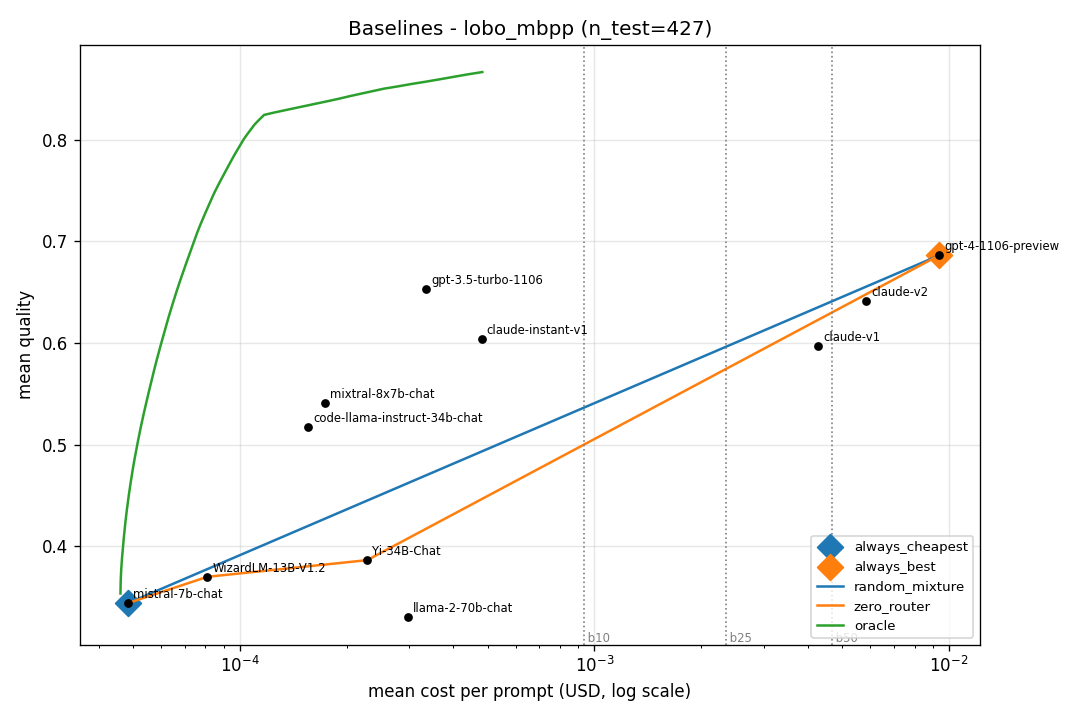 Baselines - lobo_mbpp (n_test=427)
mean quality
0.8
0.7
0.6
0.5
0.4
gpt-4-1106-preview
claude-v2
gpt-3.5-turbo-1106
claude-instant-v1
claude-v1
mixtral-8x7b-chat
code-llama-instruct-34b-chat
Yi-34B-Chat
WizardLM-13B-V1.2
mistral-7b-chat
llama-2-70b-chat
always_cheapest
always_best
random_mixture
zero_router
oracle
b10
b25
b50
10⁻⁴
10⁻³
10⁻²
mean cost per prompt (USD, log scale)